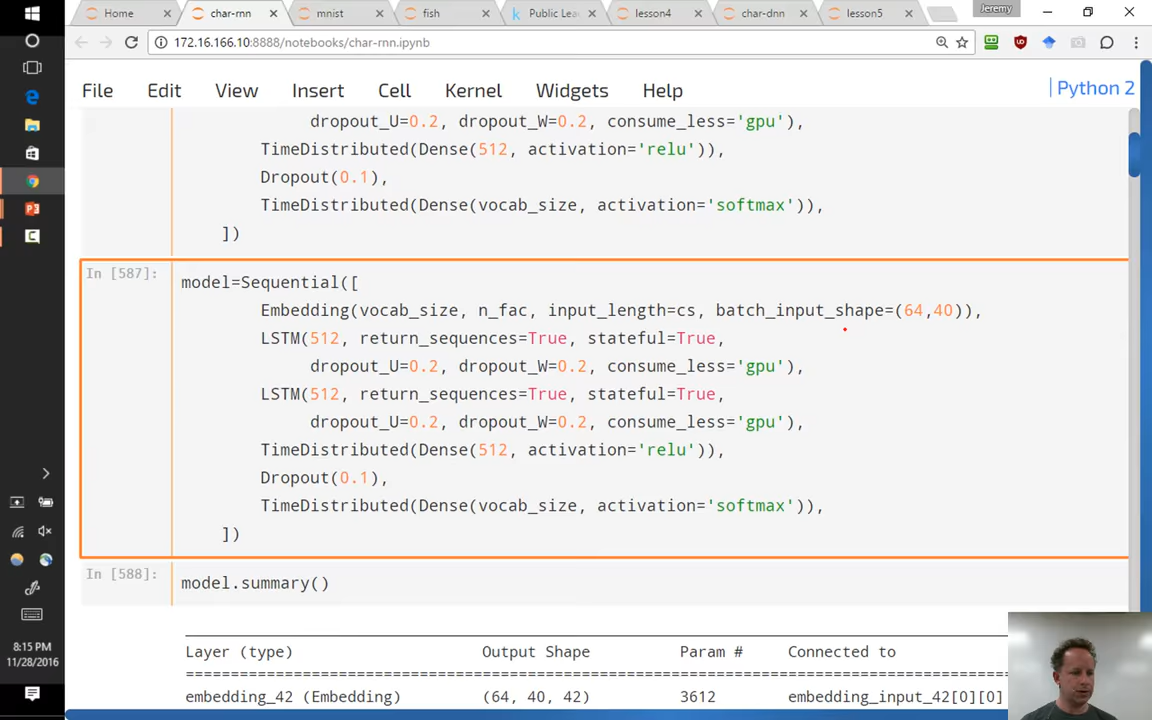 Home
char-rnn
mnist
fish
Public Lea
lesson4
char-dnn
lesson5
Jeremy
172.16.166.10:8888/notebooks/char-rnn.ipynb
File Edit View Insert Cell Kernel Widgets Help
Python 2
dropout_U=0.2, dropout_W=0.2, consume_less='gpu'),
TimeDistributed(Dense(512, activation='relu')),
Dropout(0.1),
TimeDistributed(Dense(vocab_size, activation='softmax')),
])
In [587]:
model=Sequential([
Embedding(vocab_size, n_fac, input_length=cs, batch_input_shape=(64,40)),
LSTM(512, return_sequences=True, stateful=True,
dropout_U=0.2, dropout_W=0.2, consume_less='gpu'),
LSTM(512, return_sequences=True, stateful=True,
dropout_U=0.2, dropout_W=0.2, consume_less='gpu'),
TimeDistributed(Dense(512, activation='relu')),
Dropout(0.1),
TimeDistributed(Dense(vocab_size, activation='softmax')),
])
In [588]:
model.summary()
Layer (type) Output Shape Param # Connected to
embedding_42 (Embedding) (64, 40, 42) 3612 embedding_input_42[0][0]
8:15 PM
11/28/2016